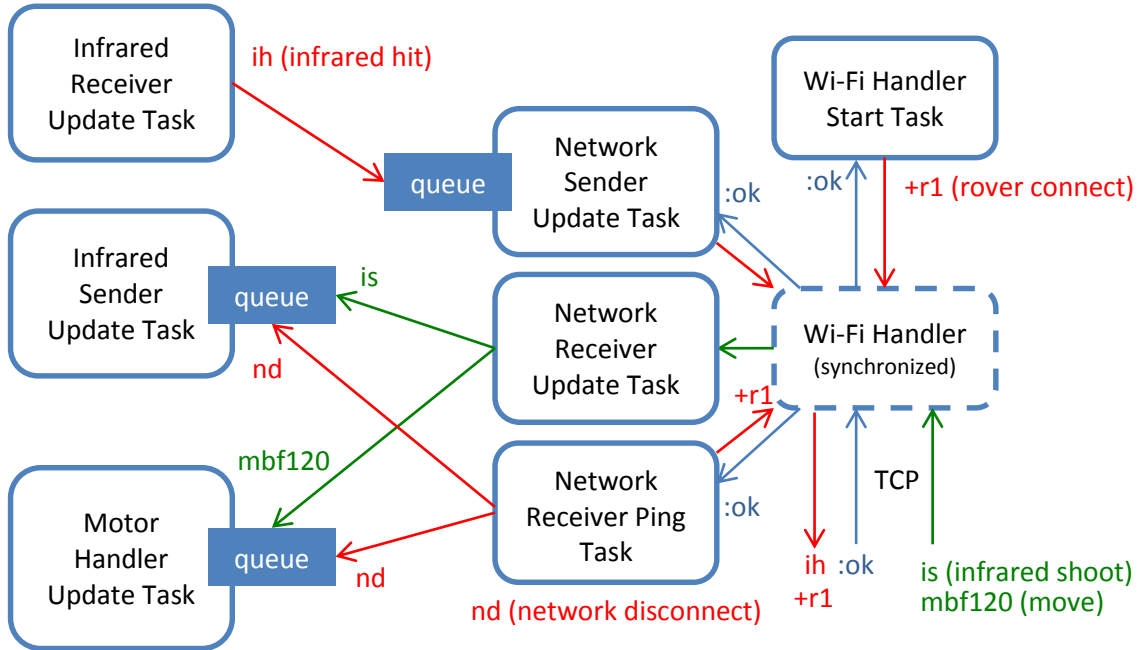 Infrared
Receiver
Update Task
ih (infrared hit)
queue
Network
Sender
Update Task
:ok
Wi-Fi Handler
Start Task
:ok
+r1 (rover connect)
Infrared
Sender
Update Task
queue
is
nd
Network
Receiver
Update Task
Wi-Fi Handler
(synchronized)
+r1
mbf120
Motor
Handler
Update Task
queue
nd
Network
Receiver Ping
Task
:ok
nd (network disconnect)
TCP
ih
+r1
:ok
is (infrared shoot)
mbf120 (move)